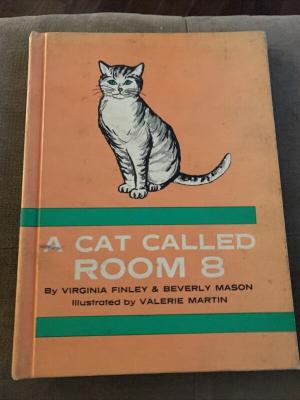 A CAT CALLED
ROOM 8
By VIRGINIA FINLEY & BEVERLY MASON
Illustrated by VALERIE MARTIN